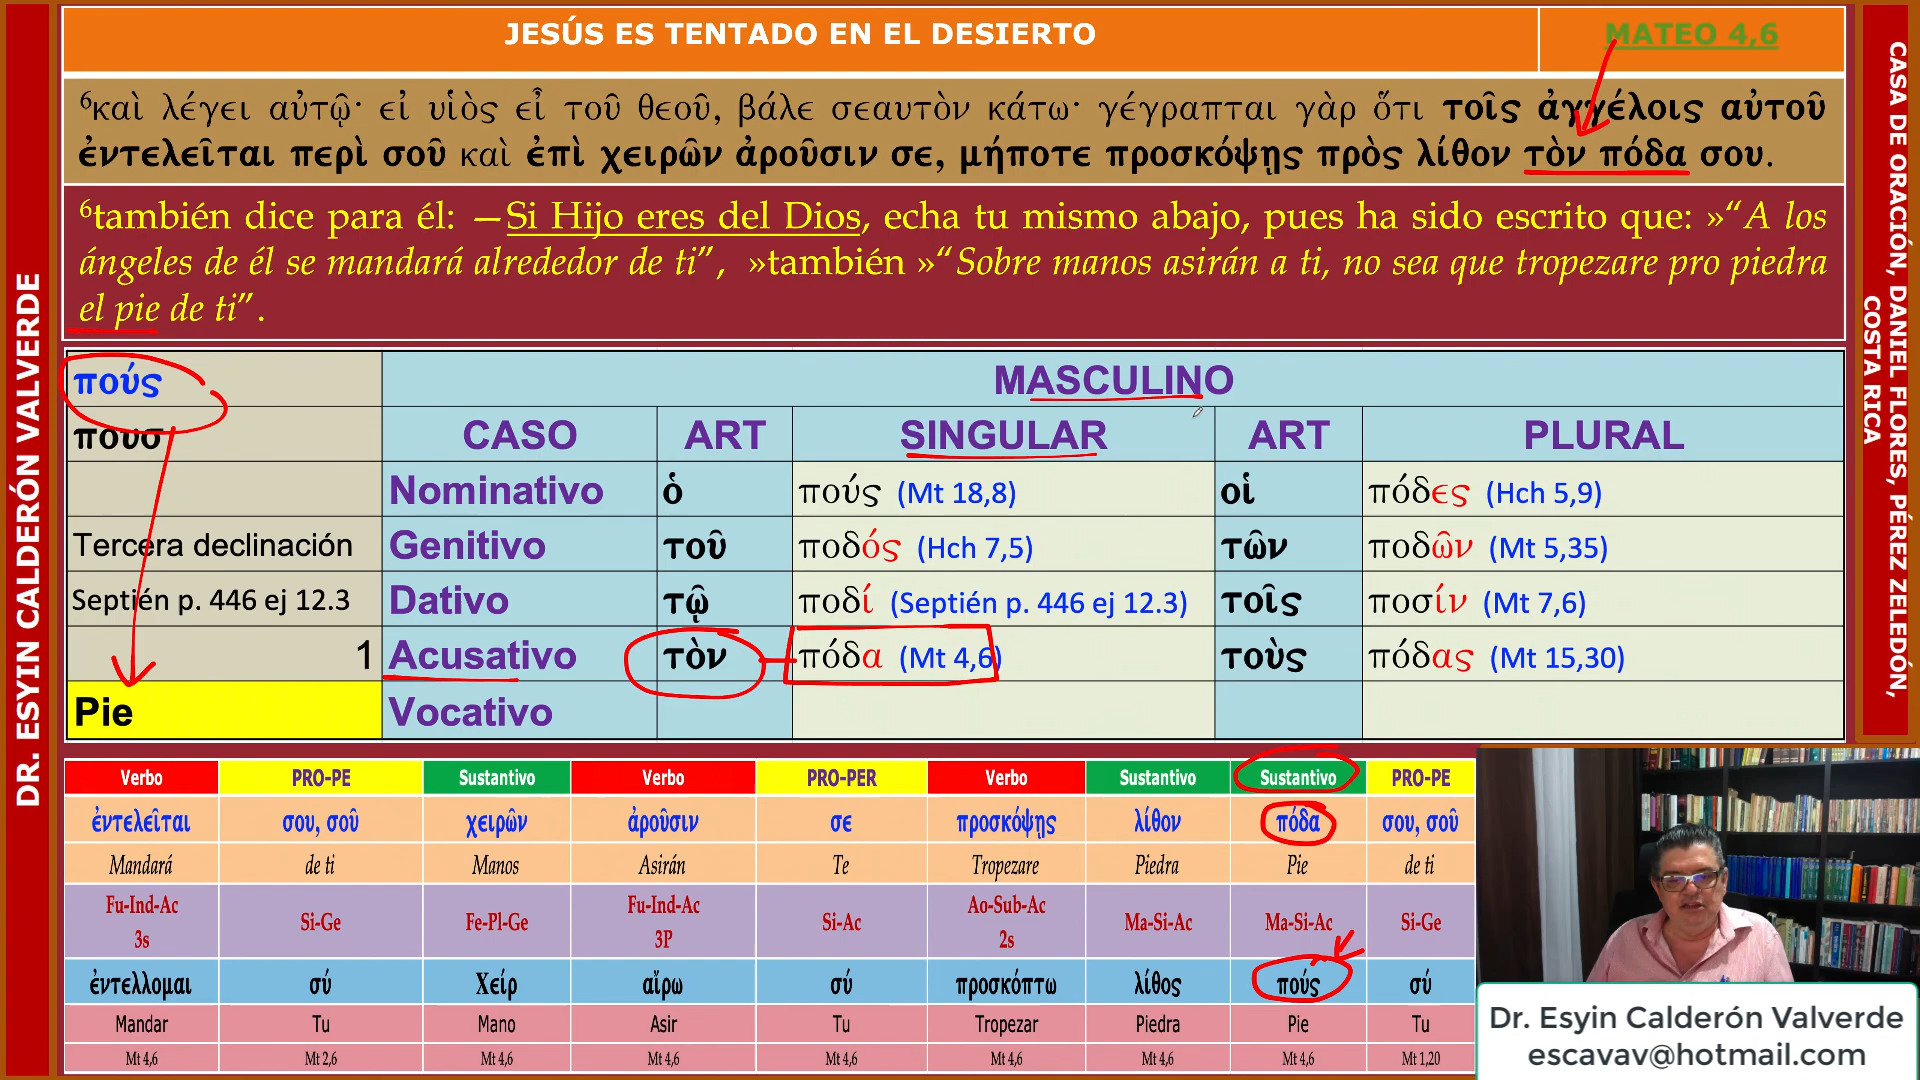 JESÚS ES TENTADO EN EL DESIERTO
MATEO 4,6
⁶καὶ λέγει αὐτῷ· εἰ υἱὸς εἶ τοῦ θεοῦ, βάλε σεαυτὸν κάτω· γέγραπται γὰρ ὅτι τοῖς ἀγγέλοις αὐτοῦ
ἐντελεῖται περὶ σοῦ καὶ ἐπὶ χειρῶν ἀροῦσιν σε, μήποτε προσκόψῃς πρὸς λίθον τὸν πόδα σου.
⁶también dice para él: —Si Hijo eres del Dios, echa tu mismo abajo, pues ha sido escrito que: »“A los
ángeles de él se mandará alrededor de ti”, »también »“Sobre manos asirán a ti, no sea que tropezare pro piedra
el pie de ti”.
πούς MASCULINO
πουσ CASO ART SINGULAR ART PLURAL
Nominativo ὁ πούς (Mt 18,8) οἱ πόδες (Hch 5,9)
Tercera declinación Genitivo τοῦ ποδός (Hch 7,5) τῶν ποδῶν (Mt 5,35)
Septién p. 446 ej 12.3 Dativo τῷ ποδί (Septién p. 446 ej 12.3) τοῖς ποσίν (Mt 7,6)
1 Acusativo τὸν πόδα (Mt 4,6) τοὺς πόδας (Mt 15,30)
Pie Vocativo
Verbo PRO-PE Sustantivo Verbo PRO-PER Verbo Sustantivo Sustantivo PRO-PE
ἐντελεῖται σου, σοῦ χειρῶν ἀροῦσιν σε προσκόψῃς λίθον πόδα σου, σοῦ
Mandará de ti Manos Asirán Te Tropezare Piedra Pie de ti
Fu-Ind-Ac 3s Si-Ge Fe-Pl-Ge Fu-Ind-Ac 3P Si-Ac Ao-Sub-Ac 2s Ma-Si-Ac Ma-Si-Ac Si-Ge
ἐντελλομαι σύ Χείρ αἴρω σύ προσκόπτω λίθος πούς σύ
Mandar Tu Mano Asir Tu Tropezar Piedra Pie Tu
Mt 4,6 Mt 2,6 Mt 4,6 Mt 4,6 Mt 4,6 Mt 4,6 Mt 4,6 Mt 4,6 Mt 1,20
DR. ESYIN CALDERÓN VALVERDE
CASA DE ORACIÓN, DANIEL FLORES, PÉREZ ZELEDÓN,
COSTA RICA
Dr. Esyin Calderón Valverde
escavav@hotmail.com